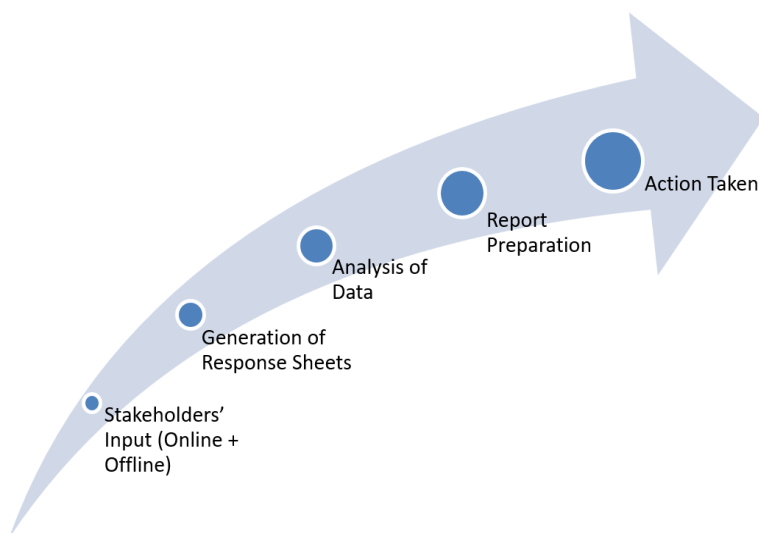 Stakeholders’
Input (Online +
Offline)
Generation of
Response Sheets
Analysis of
Data
Report
Preparation
Action Taken